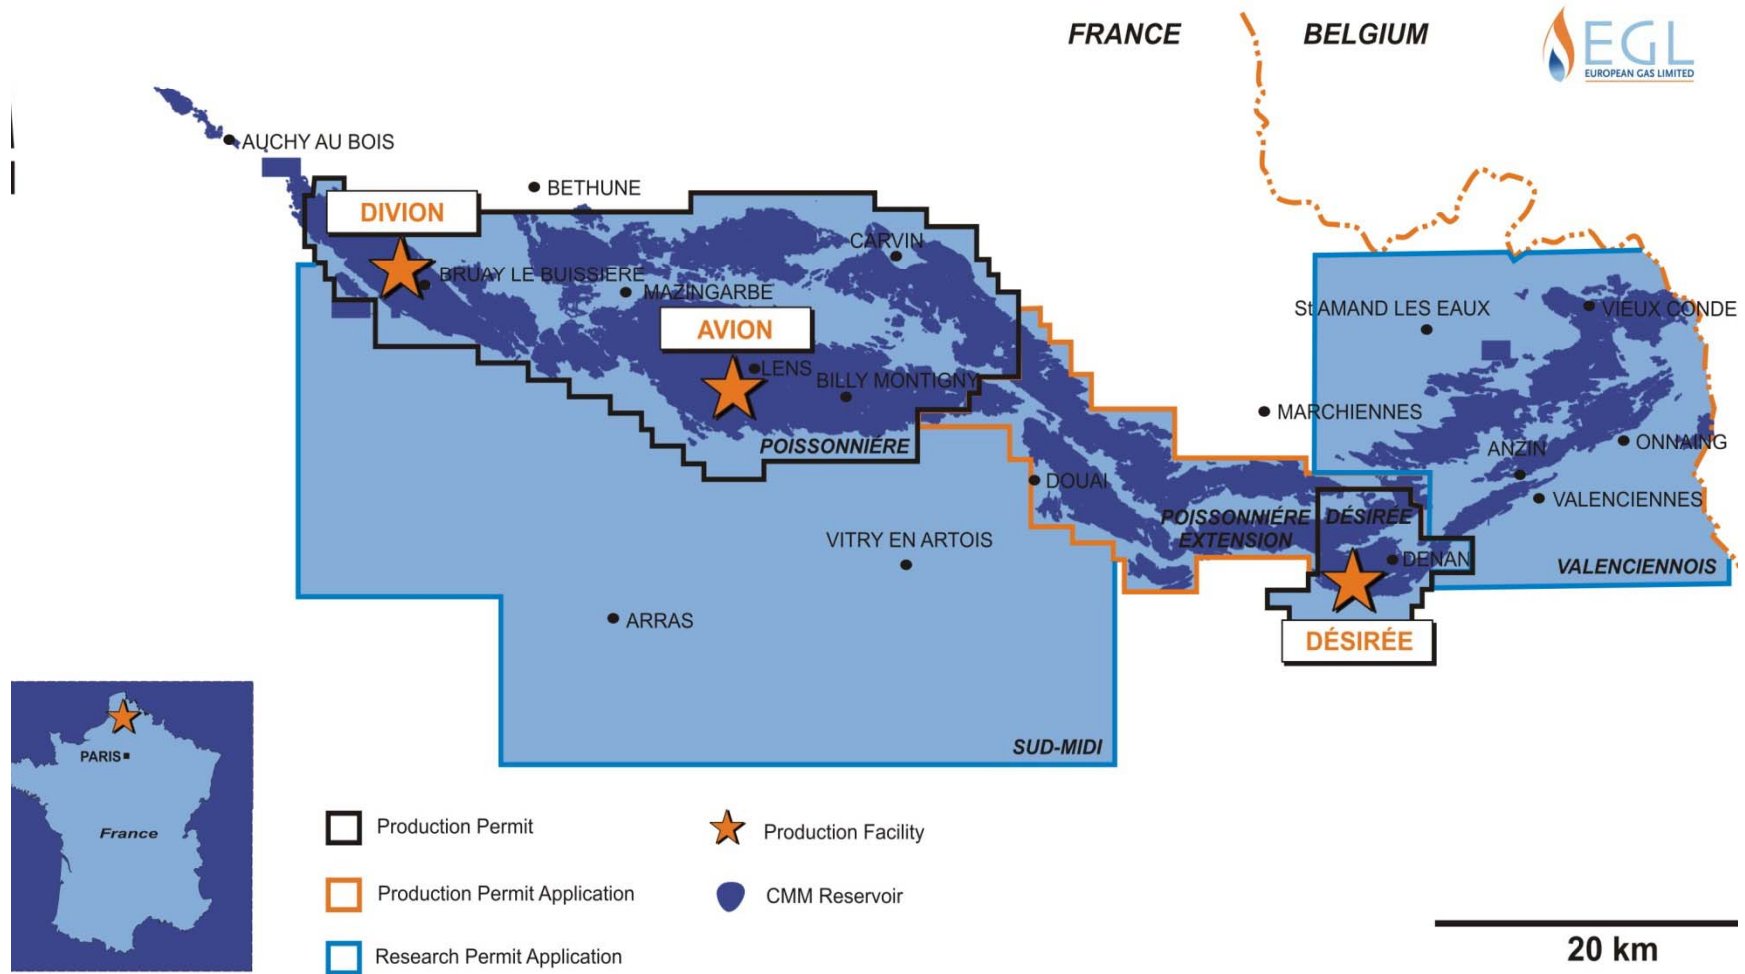 FRANCE
BELGIUM
EGL
EUROPEAN GAS LIMITED
AUCHY AU BOIS
BETHUNE
DIVION
CARVIN
BRUAY LE BUISSIERE
MAZINGARBE
AVION
LENS
BILLY MONTIGNY
POISSONNIÉRE
St AMAND LES EAUX
VIEUX CONDE
MARCHIENNES
ANZIN
ONNAING
DOUAI
VALENCIENNES
POISSONNIÉRE
EXTENSION
DÉSIRÉE
VITRY EN ARTOIS
DENAN
VALENCIENNOIS
ARRAS
DÉSIRÉE
SUD-MIDI
PARIS
France
Production Permit
Production Facility
Production Permit Application
CMM Reservoir
Research Permit Application
20 km